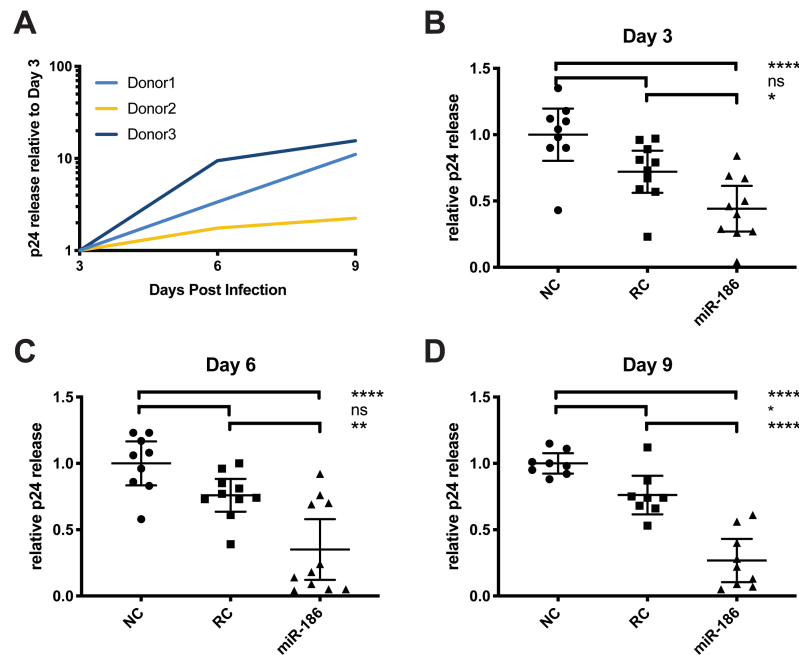 A
p24 release relative to Day 3
100
10
1
Donor1
Donor2
Donor3
3
6
9
Days Post Infection
B
Day 3
relative p24 release
1.5
1.0
0.5
0.0
NC
RC
miR-186
****
ns
*
C
Day 6
relative p24 release
1.5
1.0
0.5
0.0
NC
RC
miR-186
****
ns
**
D
Day 9
relative p24 release
1.5
1.0
0.5
0.0
NC
RC
miR-186
****
*
****